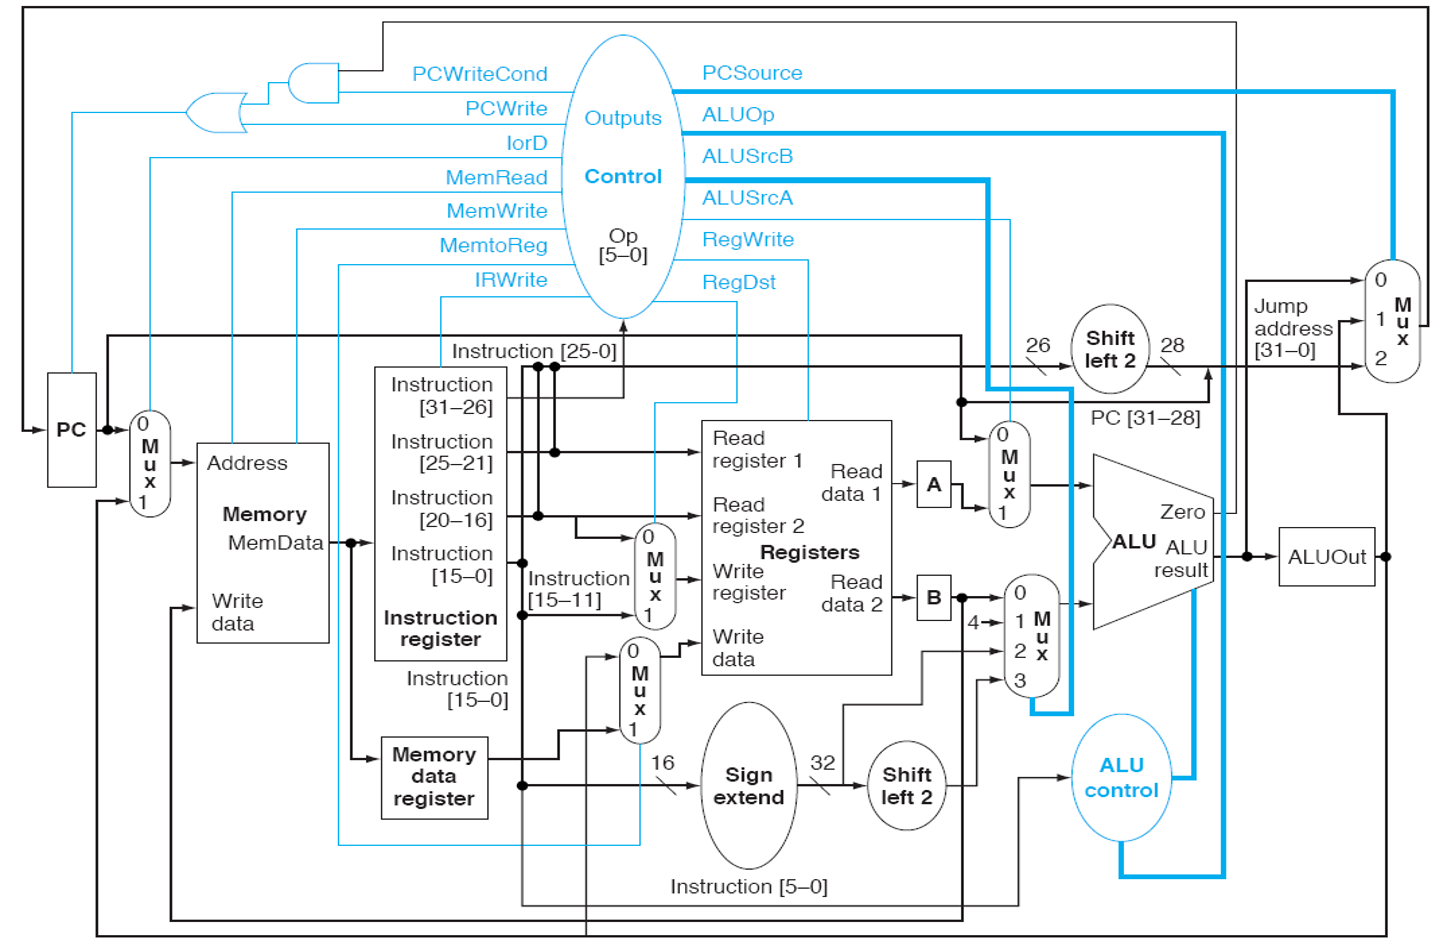 PCWriteCond
PCWrite
IorD
MemRead
MemWrite
MemtoReg
IRWrite
Outputs
Control
Op
[5–0]
PCSource
ALUOp
ALUSrcB
ALUSrcA
RegWrite
RegDst
PC
0
M
u
x
1
Address
Memory
MemData
Write
data
Instruction [25-0]
Instruction
[31–26]
Instruction
[25–21]
Instruction
[20–16]
Instruction
[15–0]
Instruction
register
Instruction
[15–0]
Memory
data
register
Instruction
[15–11]
0
M
u
x
1
0
M
u
x
1
Read
register 1
Read
register 2
Registers
Write
register
Write
data
Read
data 1
Read
data 2
16
Sign
extend
32
Shift
left 2
Instruction [5–0]
A
B
4
0
M
u
x
1
0
1 M
u
2 x
3
26
Shift
left 2
28
Jump
address
[31–0]
PC [31–28]
Zero
ALU
ALU
result
ALUOut
ALU
control
0
M
1 u
x
2